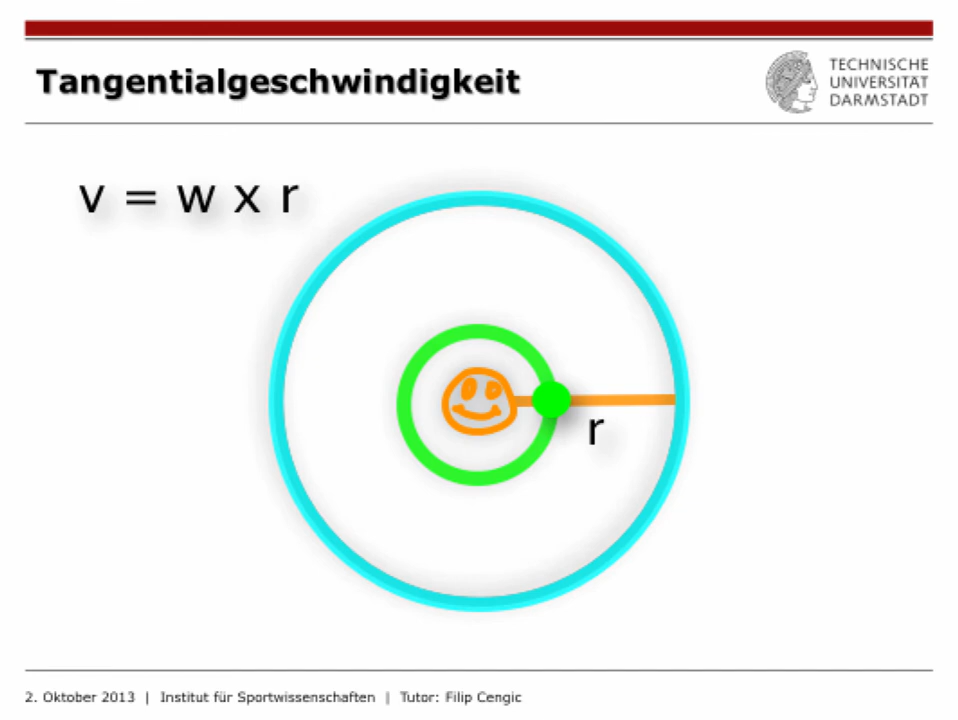 Tangentialgeschwindigkeit
TECHNISCHE
UNIVERSITÄT
DARMSTADT
v = w x r
r
2. Oktober 2013 | Institut für Sportwissenschaften | Tutor: Filip Cengic